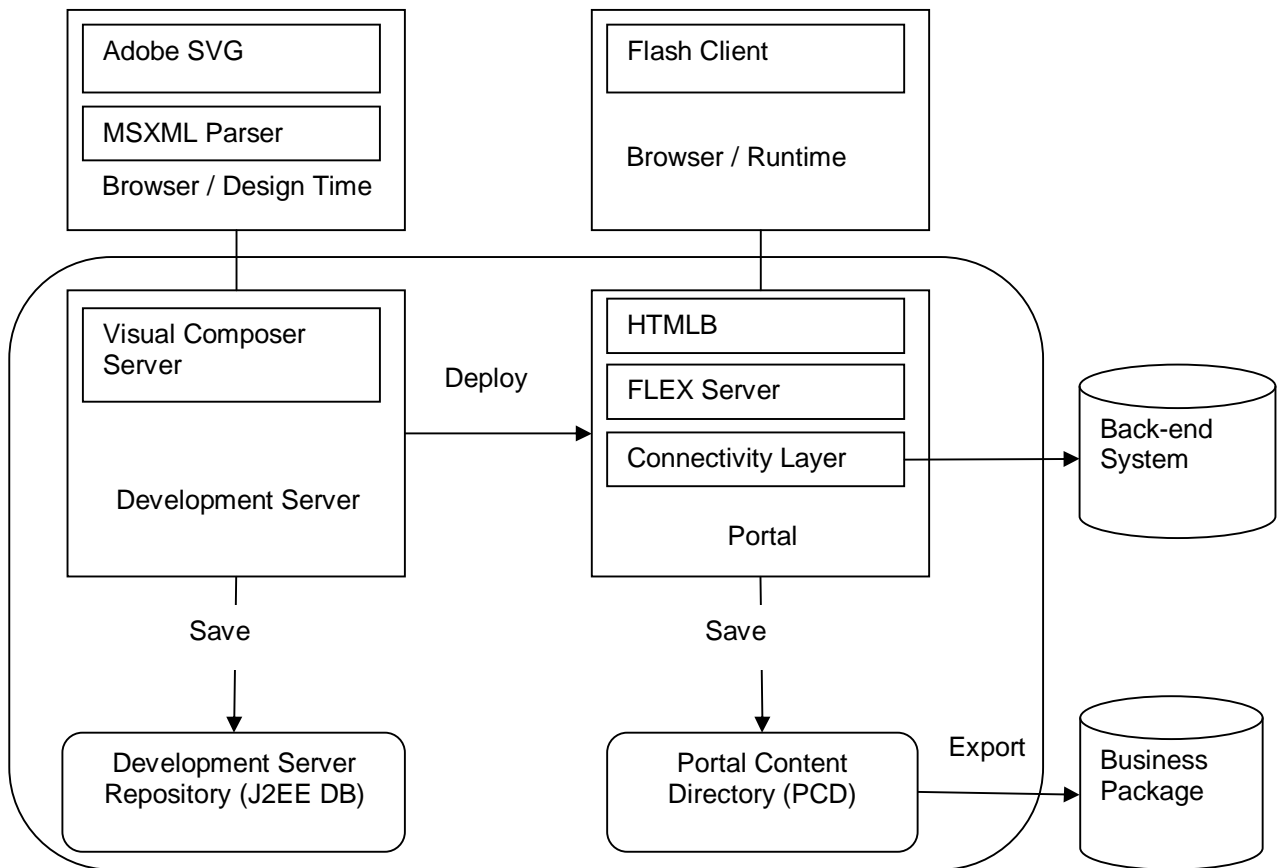 Adobe SVG
MSXML Parser
Browser / Design Time
Flash Client
Browser / Runtime
Visual Composer
Server
Development Server
Deploy
HTMLB
FLEX Server
Connectivity Layer
Portal
Back-end
System
Save
Save
Development Server
Repository (J2EE DB)
Portal Content
Directory (PCD)
Export
Business
Package